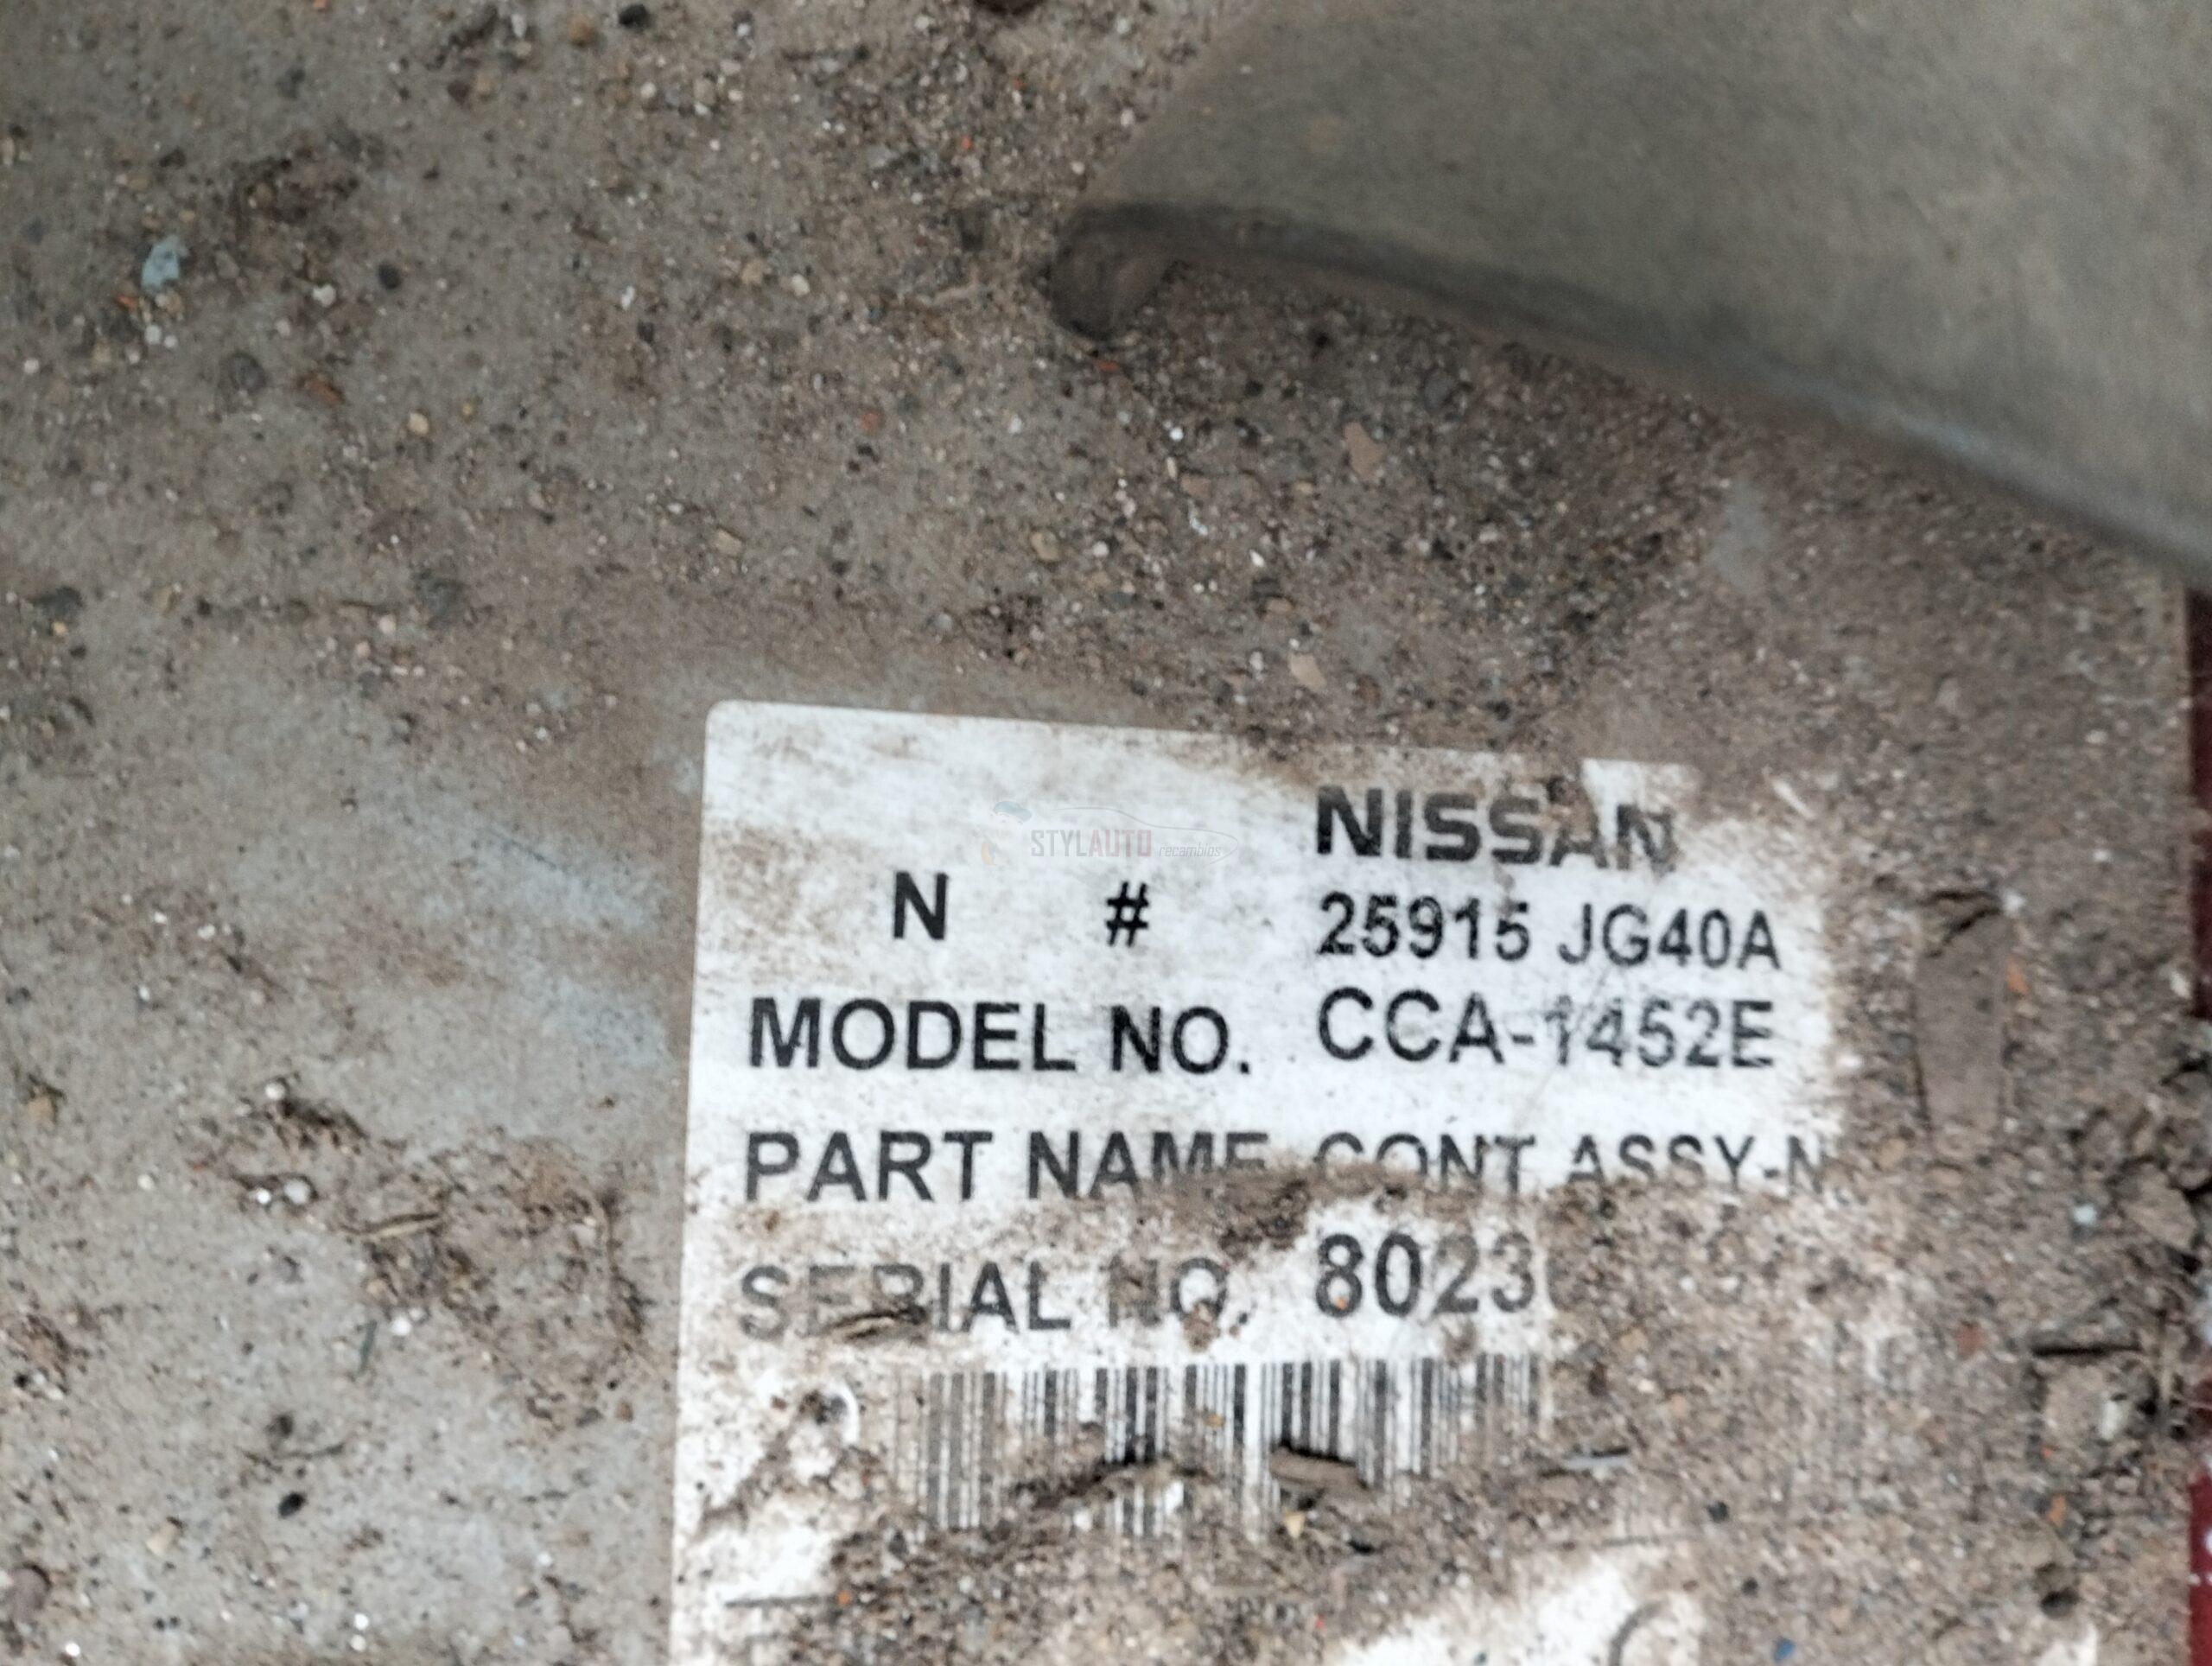 NISSAN
STYLAUTO recambios
N # 25915 JG40A
MODEL NO. CCA-1452E
PART NAME CONT ASSY-N
SERIAL NO. 8023